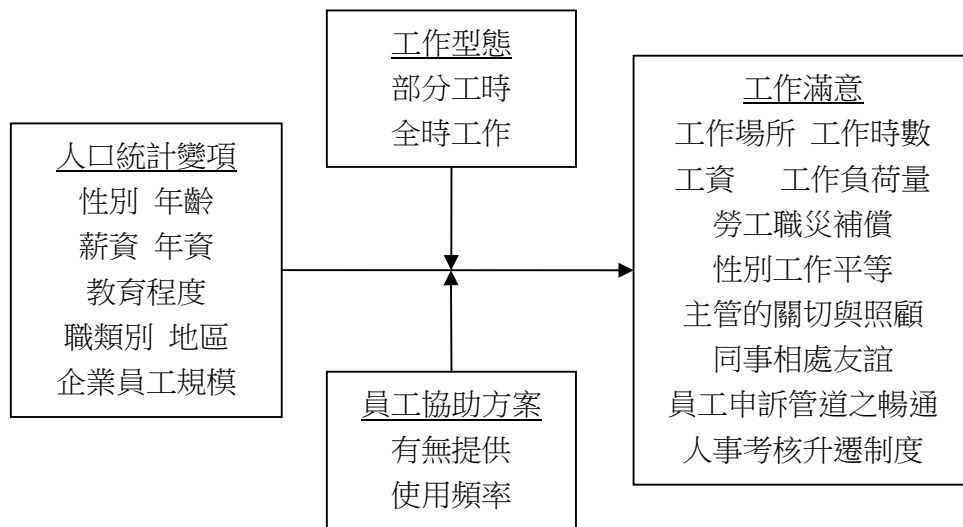 人口統計變項
性別 年齡
薪資 年資
教育程度
職類別 地區
企業員工規模
工作型態
部分工時
全時工作
員工協助方案
有無提供
使用頻率
工作滿意
工作場所 工作時數
工資 工作負荷量
勞工職災補償
性別工作平等
主管的關切與照顧
同事相處友誼
員工申訴管道之暢通
人事考核升遷制度